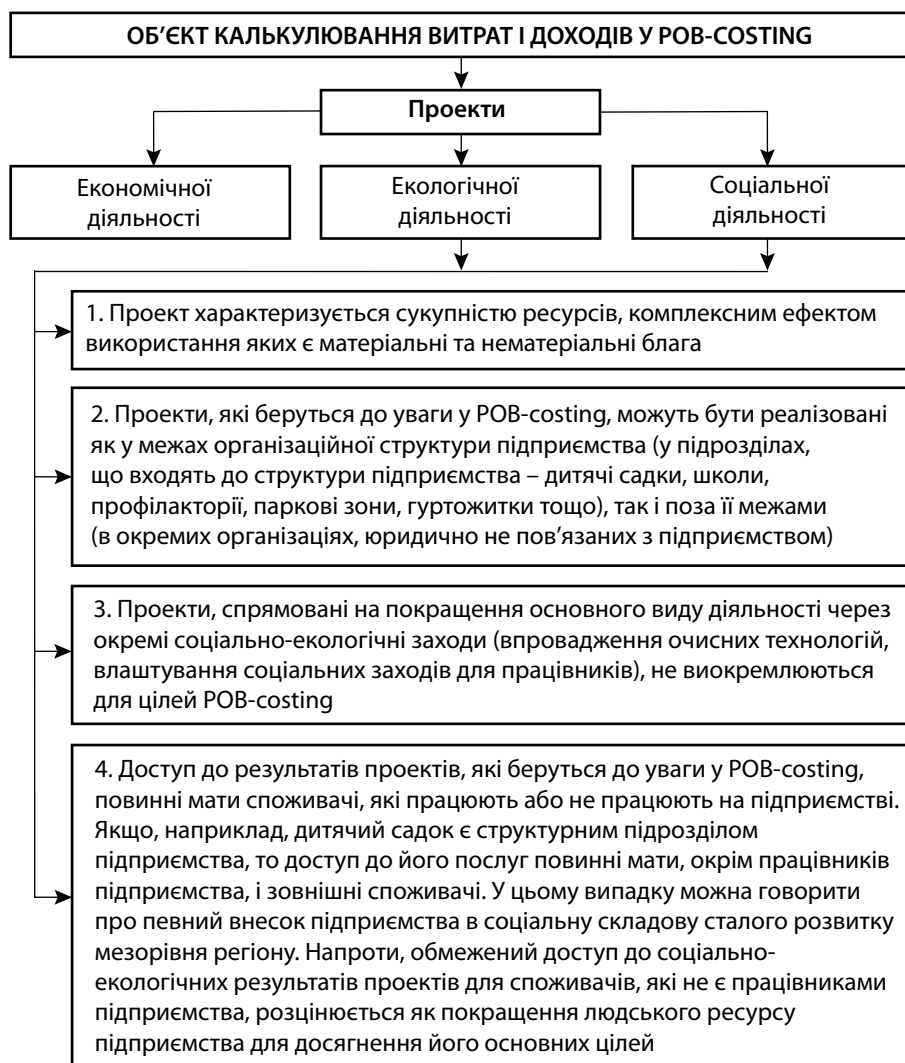 ОБ’ЄКТ КАЛЬКУЛЮВАННЯ ВИТРАТ І ДОХОДІВ У POB-COSTING
Проекти
Економічної
діяльності
Екологічної
діяльності
Соціальної
діяльності
1. Проект характеризується сукупністю ресурсів, комплексним ефектом
використання яких є матеріальні та нематеріальні блага
2. Проекти, які беруться до уваги у POB-costing, можуть бути реалізовані
як у межах організаційної структури підприємства (у підрозділах,
що входять до структури підприємства – дитячі садки, школи,
профілакторії, паркові зони, гуртожитки тощо), так і поза її межами
(в окремих організаціях, юридично не пов’язаних з підприємством)
3. Проекти, спрямовані на покращення основного виду діяльності через
окремі соціально-екологічні заходи (впровадження очисних технологій,
влаштування соціальних заходів для працівників), не виокремлюються
для цілей POB-costing
4. Доступ до результатів проектів, які беруться до уваги у POB-costing,
повинні мати споживачі, які працюють або не працюють на підприємстві.
Якщо, наприклад, дитячий садок є структурним підрозділом
підприємства, то доступ до його послуг повинні мати, окрім працівників
підприємства, і зовнішні споживачі. У цьому випадку можна говорити
про певний внесок підприємства в соціальну складову сталого розвитку
мезорівня регіону. Напроти, обмежений доступ до соціально-
екологічних результатів проектів для споживачів, які не є працівниками
підприємства, розцінюється як покращення людського ресурсу
підприємства для досягнення його основних цілей